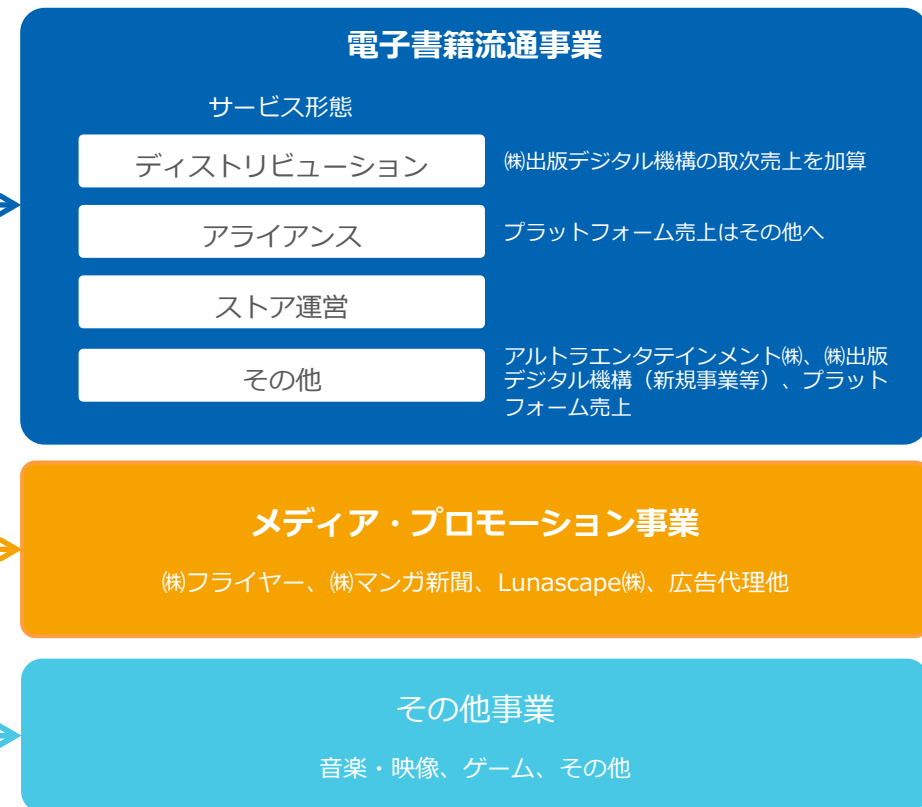 電子書籍流通事業
サービス形態
ディストリビューション
㈱出版デジタル機構の取次売上を加算
アライアンス
プラットフォーム売上はその他へ
ストア運営
その他
アルトラエンタテインメント㈱、㈱出版
デジタル機構（新規事業等）、プラット
フォーム売上
メディア・プロモーション事業
㈱フライヤー、㈱マンガ新聞、Lunascape㈱、広告代理他
その他事業
音楽・映像、ゲーム、その他